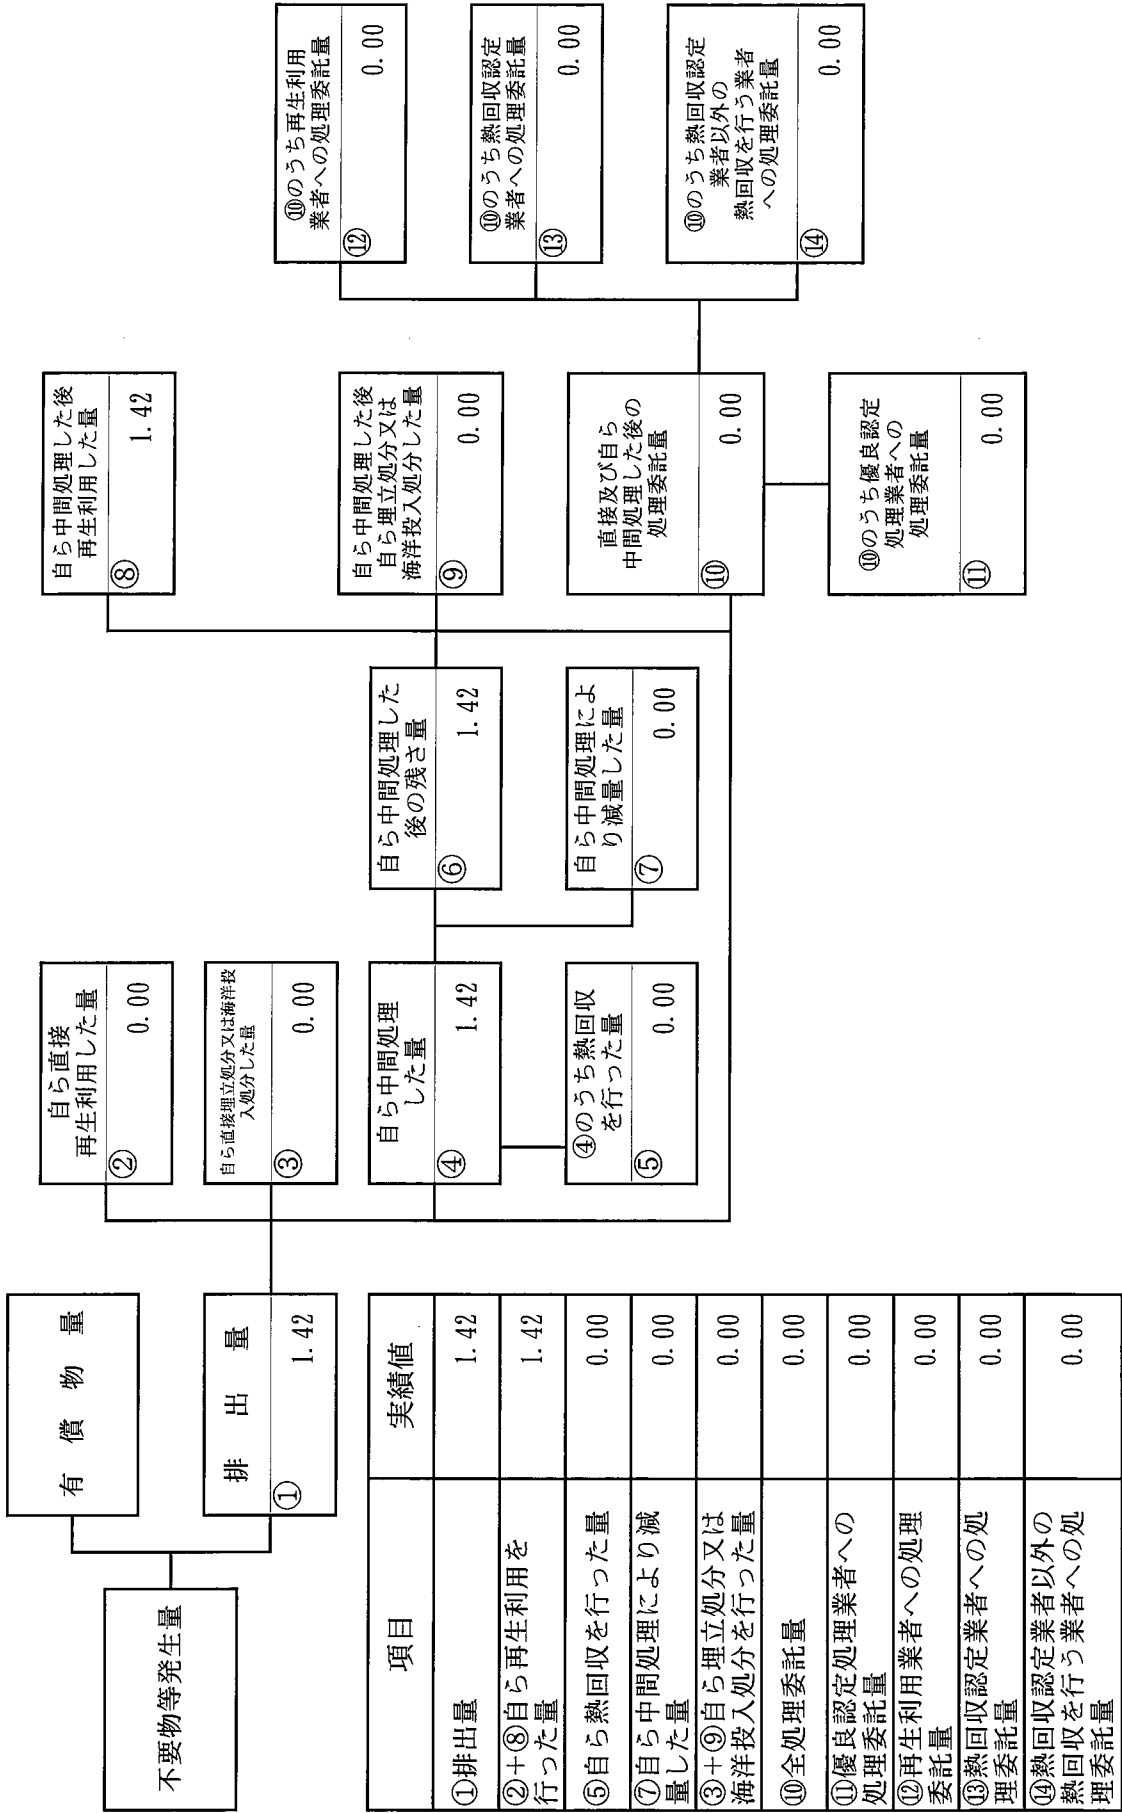 不要物等発生量
有償物量
排出量
①
1.42
自ら直接
再生利用した量
②
0.00
自ら直接埋立処分又は海洋投
入処分した量
③
0.00
自ら中間処理
した量
④
1.42
④のうち熱回収
を行った量
⑤
0.00
自ら中間処理した
後の残さ量
⑥
1.42
自ら中間処理によ
り減量した量
⑦
0.00
自ら中間処理した後
再生利用した量
⑧
1.42
自ら中間処理した後
自ら埋立処分又は
海洋投入処分した量
⑨
0.00
直接及び自ら
中間処理した後の
処理委託量
⑩
0.00
⑩のうち優良認定
処理業者への
処理委託量
⑪
0.00
⑩のうち再生利用
業者への処理委託量
⑫
0.00
⑩のうち熱回収認定
業者への処理委託量
⑬
0.00
⑩のうち熱回収認定
業者以外の
熱回収を行う業者
への処理委託量
⑭
0.00
項目
実績値
①排出量
1.42
②+⑧自ら再生利用を
行った量
1.42
⑤自ら熱回収を行った量
0.00
⑦自ら中間処理により減
量した量
0.00
③+⑨自ら埋立処分又は
海洋投入処分を行った量
0.00
⑩全処理委託量
0.00
⑪優良認定処理業者への
処理委託量
0.00
⑫再生利用業者への処理
委託量
0.00
⑬熱回収認定業者への処
理委託量
0.00
⑭熱回収認定業者以外の
熱回収を行う業者への処
理委託量
0.00